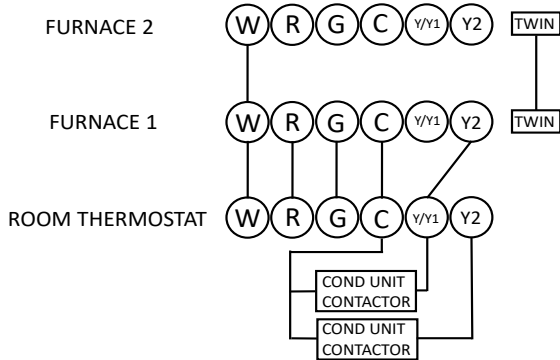 FURNACE 2 W R G C Y/Y1 Y2 TWIN
FURNACE 1 W R G C Y/Y1 Y2 TWIN
ROOM THERMOSTAT W R G C Y/Y1 Y2
COND UNIT
CONTACTOR
COND UNIT
CONTACTOR